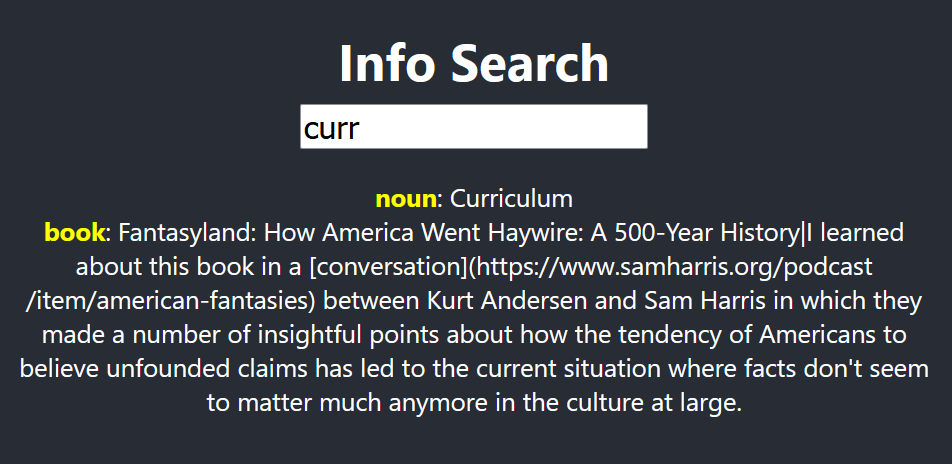 Info Search
curr
noun: Curriculum
book: Fantasyland: How America Went Haywire: A 500-Year History|I learned
about this book in a [conversation](https://www.samharris.org/podcast
/item/american-fantasies) between Kurt Andersen and Sam Harris in which they
made a number of insightful points about how the tendency of Americans to
believe unfounded claims has led to the current situation where facts don't seem
to matter much anymore in the culture at large.